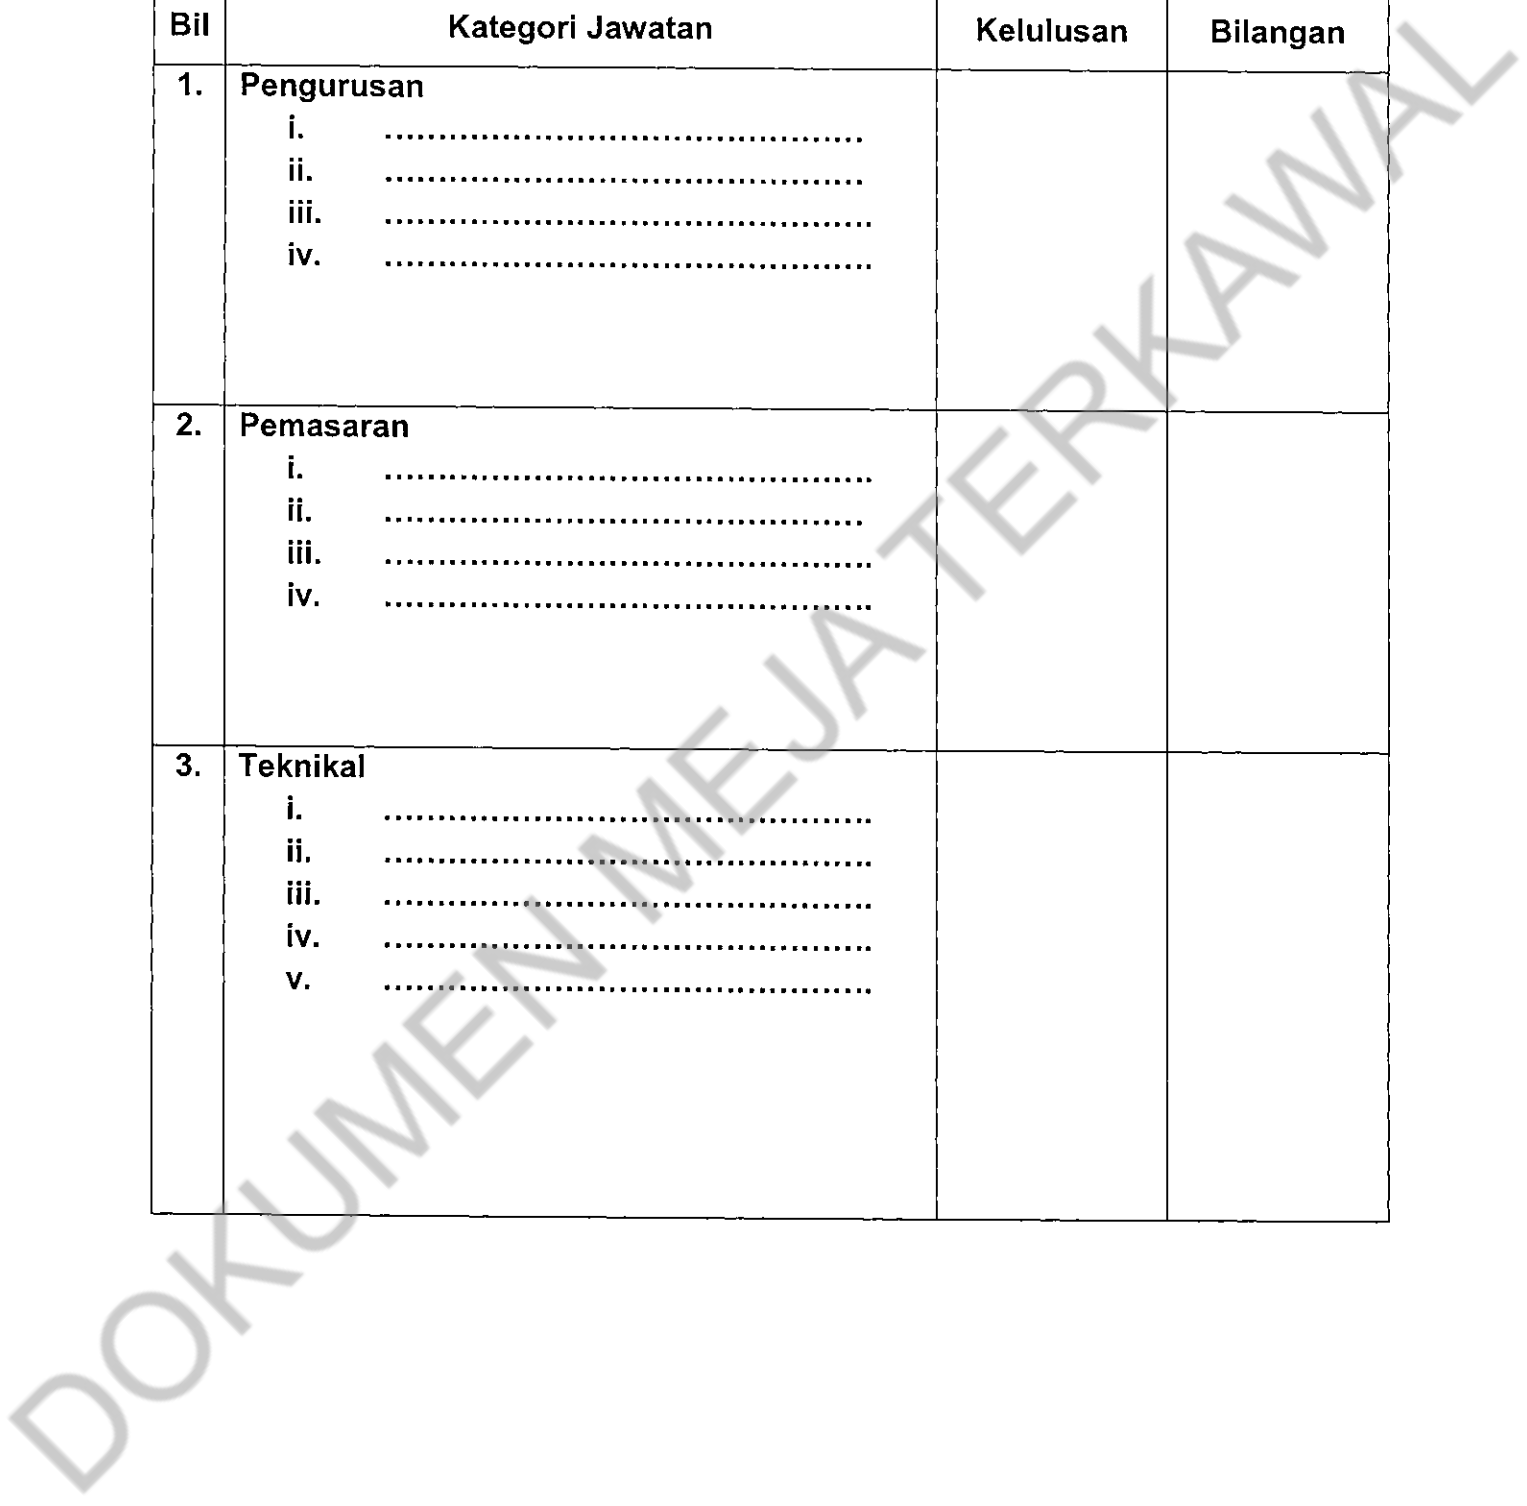 Bil Kategori Jawatan Kelulusan Bilangan
1. Pengurusan
i. .............................................
ii. .............................................
iii. .............................................
iv. .............................................
2. Pemasaran
i. .............................................
ii. .............................................
iii. .............................................
iv. .............................................
3. Teknikal
i. .............................................
ii. .............................................
iii. .............................................
iv. .............................................
v. .............................................
DOKUMEN MEJA TERKAWAL